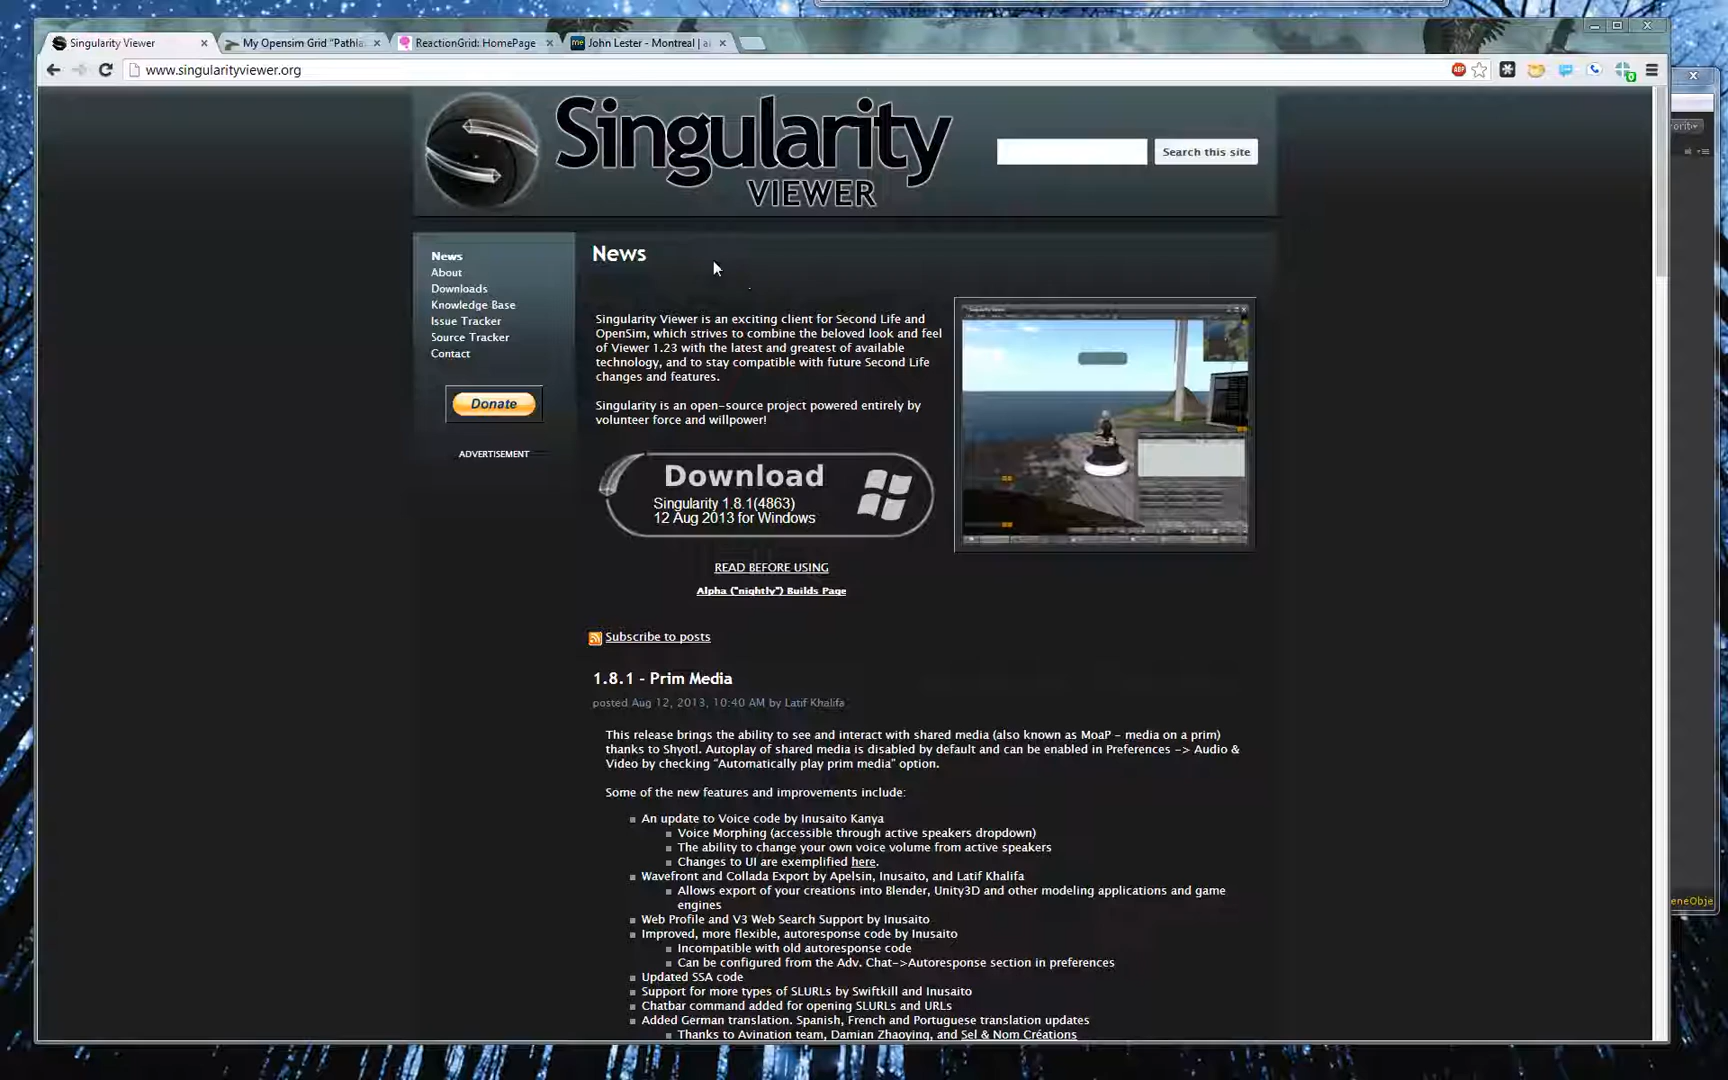 Singularity Viewer
My Opensim Grid "Pathla
ReactionGrid: HomePage
John Lester - Montreal | a
www.singularityviewer.org
ABP
0
Singularity
VIEWER
Search this site
News
About
Downloads
Knowledge Base
Issue Tracker
Source Tracker
Contact
Donate
ADVERTISEMENT
News
Singularity Viewer is an exciting client for Second Life and
OpenSim, which strives to combine the beloved look and feel
of Viewer 1.23 with the latest and greatest of available
technology, and to stay compatible with future Second Life
changes and features.
Singularity is an open-source project powered entirely by
volunteer force and willpower!
Download
Singularity 1.8.1(4863)
12 Aug 2013 for Windows
READ BEFORE USING
Alpha ("nightly") Builds Page
Subscribe to posts
1.8.1 - Prim Media
posted Aug 12, 2013, 10:40 AM by Latif Khalifa
This release brings the ability to see and interact with shared media (also known as MoaP - media on a prim)
thanks to Shyotl. Autoplay of shared media is disabled by default and can be enabled in Preferences -> Audio &
Video by checking "Automatically play prim media" option.
Some of the new features and improvements include:
An update to Voice code by Inusaito Kanya
Voice Morphing (accessible through active speakers dropdown)
The ability to change your own voice volume from active speakers
Changes to UI are exemplified here.
Wavefront and Collada Export by Apelsin, Inusaito, and Latif Khalifa
Allows export of your creations into Blender, Unity3D and other modeling applications and game
engines
Web Profile and V3 Web Search Support by Inusaito
Improved, more flexible, autoresponse code by Inusaito
Incompatible with old autoresponse code
Can be configured from the Adv. Chat->Autoresponse section in preferences
Updated SSA code
Support for more types of SLURLs by Swiftkill and Inusaito
Chatbar command added for opening SLURLs and URLs
Added German translation. Spanish, French and Portuguese translation updates
Thanks to Avination team, Damian Zhaoying, and Sel & Nom Créations
eneObje